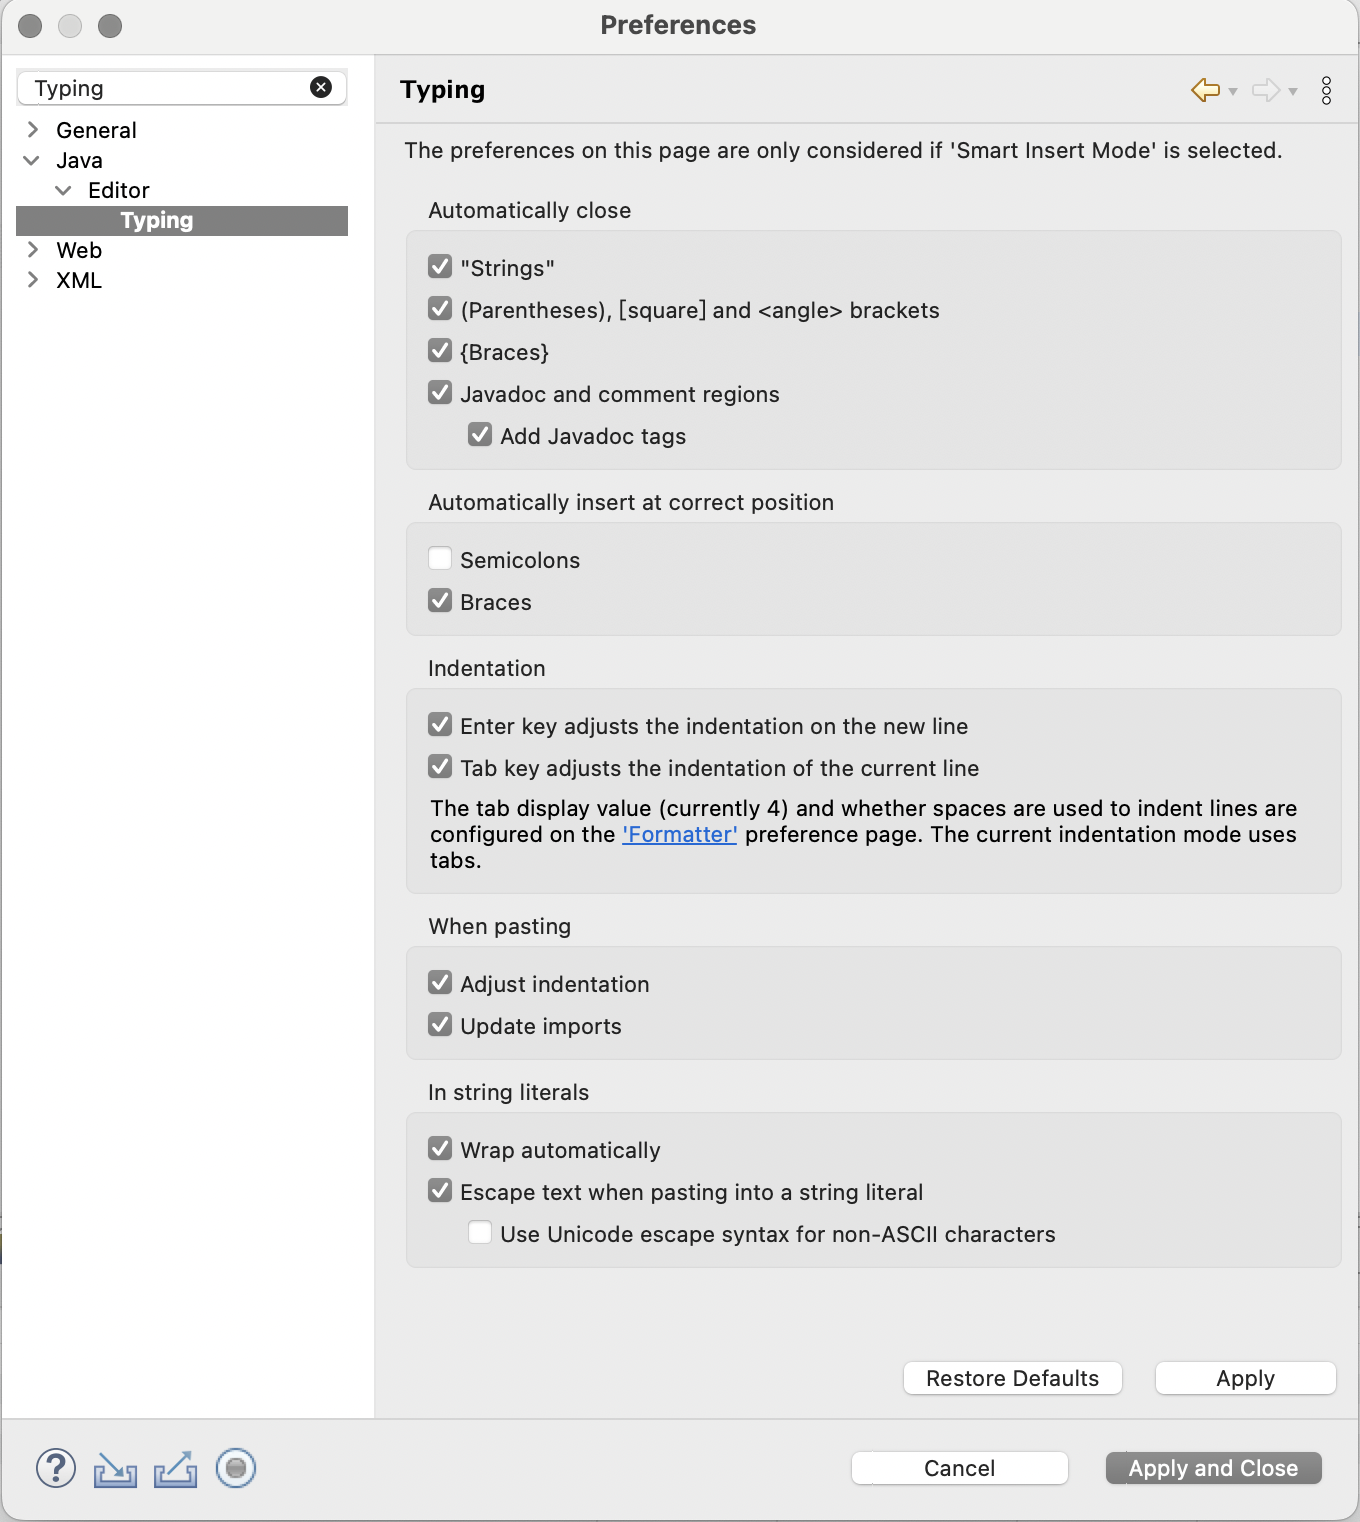 Preferences
Typing
General
Java
Editor
Typing
Web
XML
Typing
The preferences on this page are only considered if 'Smart Insert Mode' is selected.
Automatically close
"Strings"
(Parentheses), [square] and <angle> brackets
{Braces}
Javadoc and comment regions
Add Javadoc tags
Automatically insert at correct position
Semicolons
Braces
Indentation
Enter key adjusts the indentation on the new line
Tab key adjusts the indentation of the current line
The tab display value (currently 4) and whether spaces are used to indent lines are
configured on the 'Formatter' preference page. The current indentation mode uses
tabs.
When pasting
Adjust indentation
Update imports
In string literals
Wrap automatically
Escape text when pasting into a string literal
Use Unicode escape syntax for non-ASCII characters
Restore Defaults
Apply
?
Cancel
Apply and Close